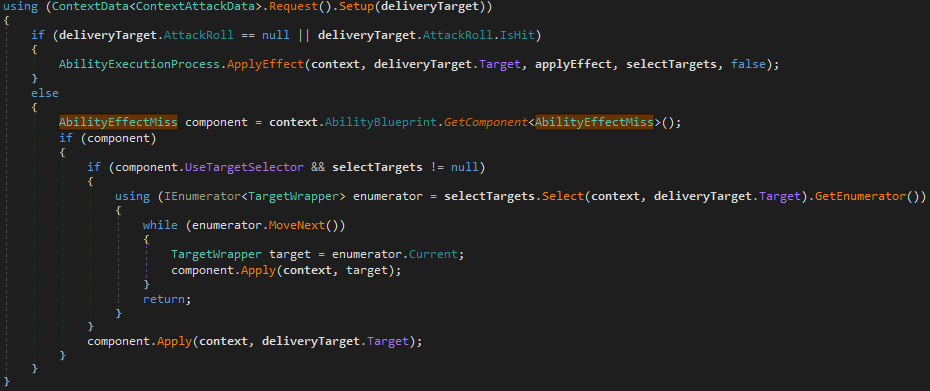 using (ContextData<ContextAttackData>.Request().Setup(deliveryTarget))
{
    if (deliveryTarget.AttackRoll == null || deliveryTarget.AttackRoll.IsHit)
    {
        AbilityExecutionProcess.ApplyEffect(context, deliveryTarget.Target, applyEffect, selectTargets, false);
    }
    else
    {
        AbilityEffectMiss component = context.AbilityBlueprint.GetComponent<AbilityEffectMiss>();
        if (component)
        {
            if (component.UseTargetSelector && selectTargets != null)
            {
                using (IEnumerator<TargetWrapper> enumerator = selectTargets.Select(context, deliveryTarget.Target).GetEnumerator())
                {
                    while (enumerator.MoveNext())
                    {
                        TargetWrapper target = enumerator.Current;
                        component.Apply(context, target);
                    }
                    return;
                }
            }
            component.Apply(context, deliveryTarget.Target);
        }
    }
}